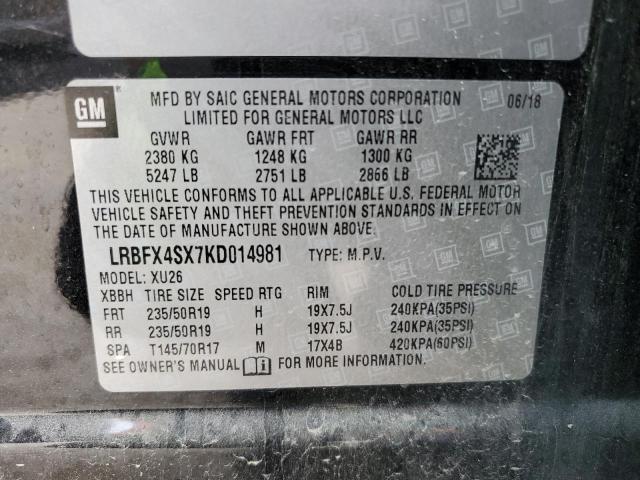 GM
MFD BY SAIC GENERAL MOTORS CORPORATION 06/18
LIMITED FOR GENERAL MOTORS LLC
GVWR GAWR FRT GAWR RR
2380 KG 1248 KG 1300 KG
5247 LB 2751 LB 2866 LB
THIS VEHICLE CONFORMS TO ALL APPLICABLE U.S. FEDERAL MOTOR
VEHICLE SAFETY AND THEFT PREVENTION STANDARDS IN EFFECT ON
THE DATE OF MANUFACTURE SHOWN ABOVE.
LRBFX4SX7KD014981 TYPE: M.P.V.
MODEL: XU26
XBBH TIRE SIZE SPEED RTG RIM COLD TIRE PRESSURE
FRT 235/50R19 H 19X7.5J 240KPA(35PSI)
RR 235/50R19 H 19X7.5J 240KPA(35PSI)
SPA T145/70R17 M 17X4B 420KPA(60PSI)
SEE OWNER'S MANUAL i FOR MORE INFORMATION.